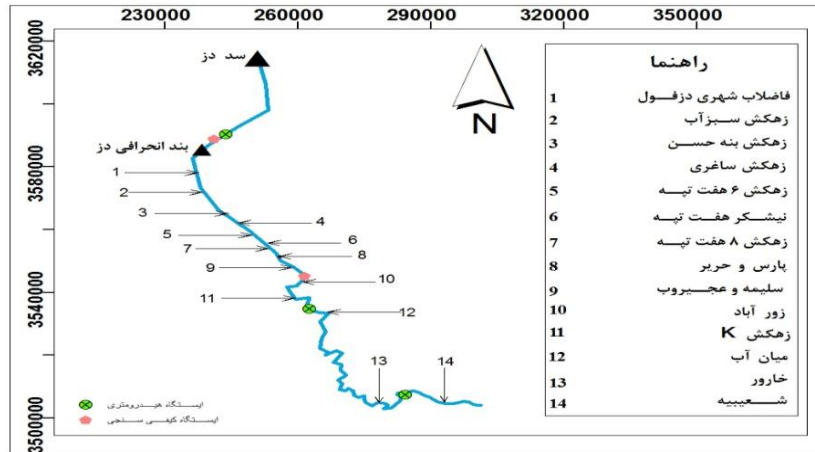 230000 260000 290000 320000 350000
3620000
3580000
3540000
3500000
سد دز
بند انحرافی دز
1
2
3
4
5
6
7
8
9
10
11
12
13
14
N
ایستگاه هیدرومتری
ایستگاه کیفی سنجی
راهنما
1 فاضلاب شهری دزفول
2 زهکش سبزآب
3 زهکش بنه حسن
4 زهکش ساغری
5 زهکش ۶ هفت تپه
6 نیشکر هفت تپه
7 زهکش ۸ هفت تپه
8 پارس و حریر
9 سلیمه و عجیروب
10 زور آباد
11 زهکش K
12 میان آب
13 خارور
14 شعیبیه